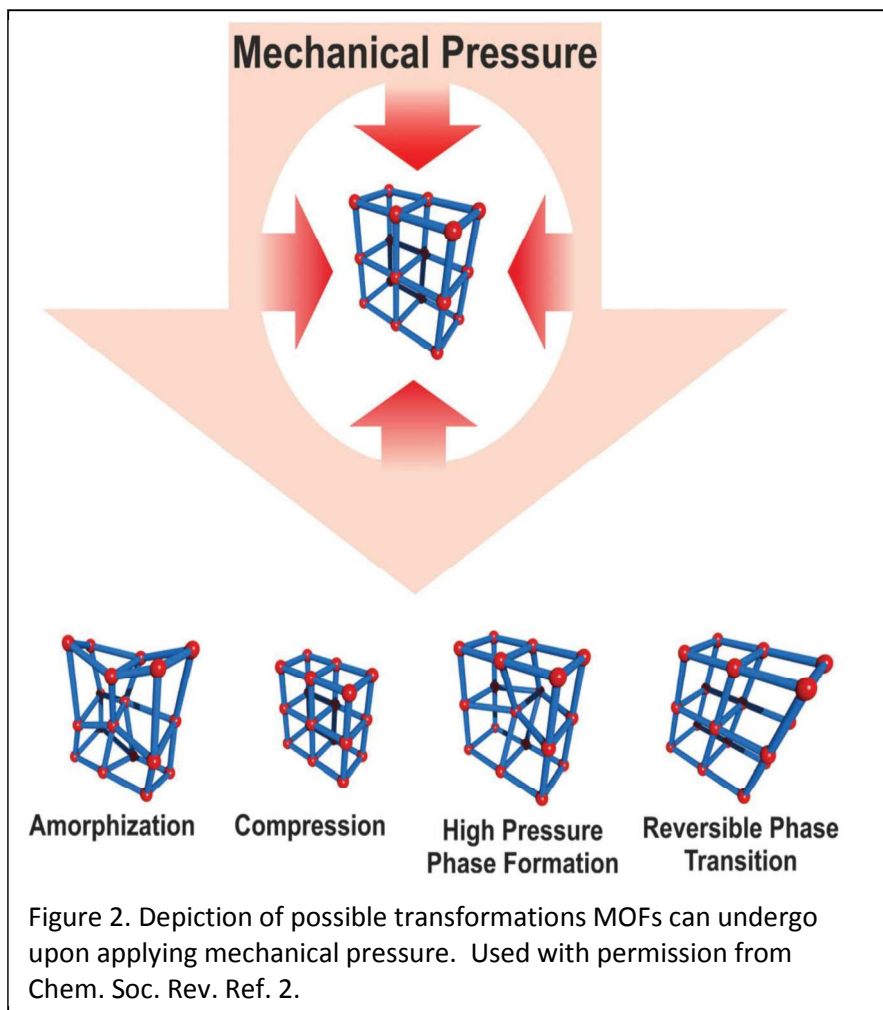 Mechanical Pressure
Amorphization
Compression
High Pressure
Phase Formation
Reversible Phase
Transition
Figure 2. Depiction of possible transformations MOFs can undergo
upon applying mechanical pressure.  Used with permission from
Chem. Soc. Rev. Ref. 2.